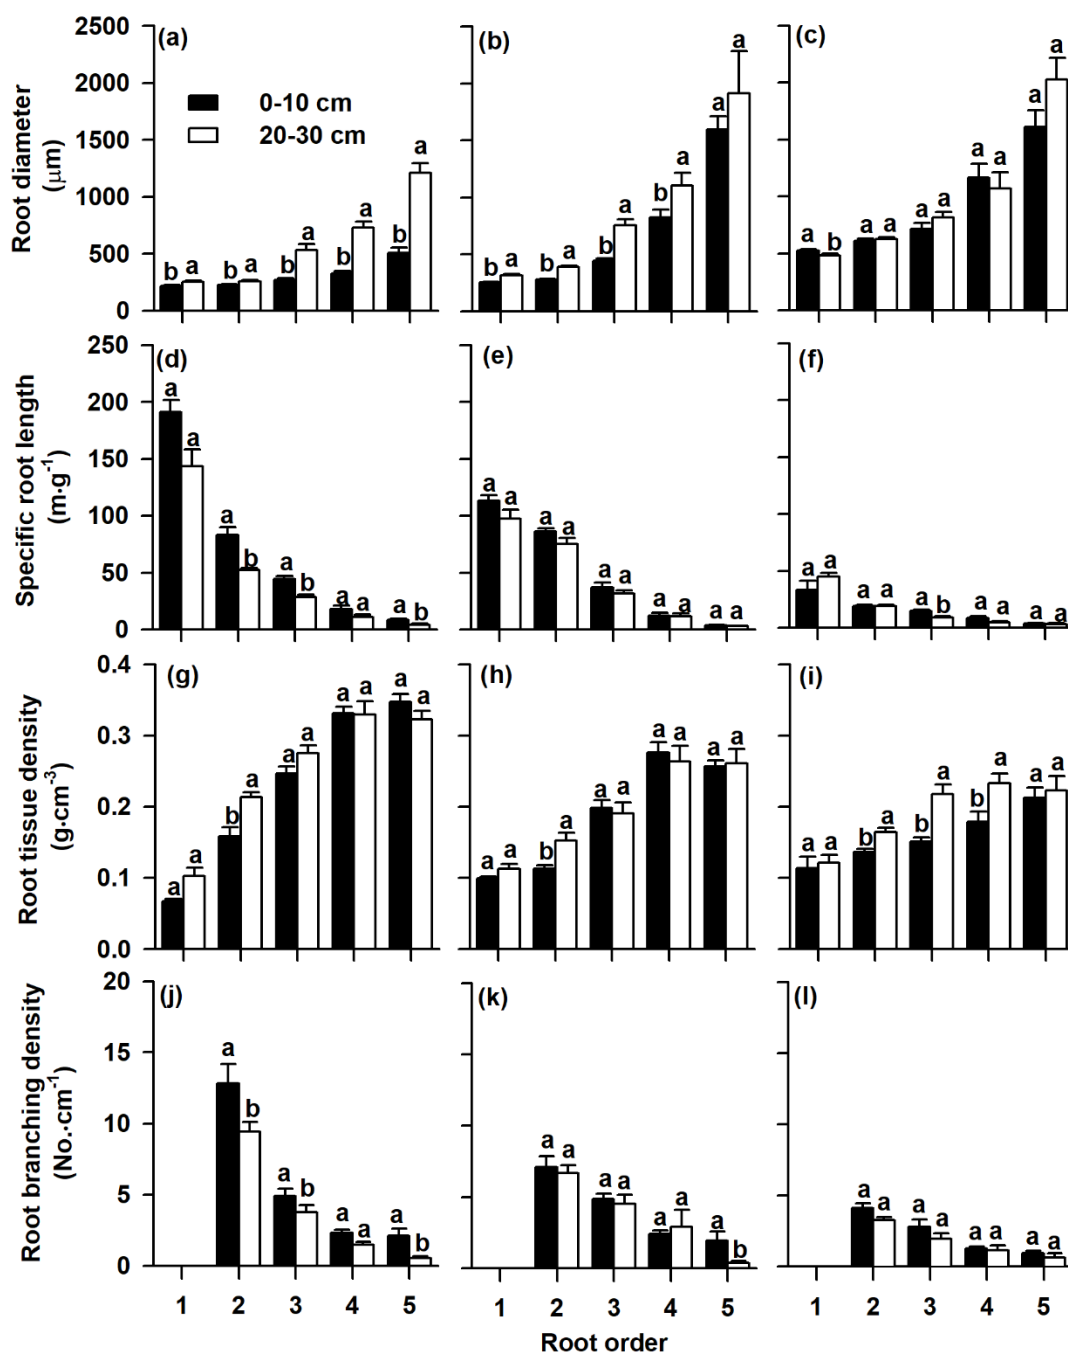 (a) (b) (c)
2500
2000
1500
1000
500
0
Root diameter
(μm)
0-10 cm
20-30 cm
b a b a b a b a b a
b a b a b a b a a a
a b a a a a a a a a
(d) (e) (f)
250
200
150
100
50
0
Specific root length
(m·g⁻¹)
a a a b a b a a a b
a a a a a a a a a a
a a a a a b a a a a
(g) (h) (i)
0.4
0.3
0.2
0.1
0.0
Root tissue density
(g·cm⁻³)
a a b a a a a a a a
a a b a a a a a a a
a a b a b a b a a a
(j) (k) (l)
20
15
10
5
0
Root branching density
(No.·cm⁻¹)
a b a b a a a b
a a a a a a a b
a a a a a a a a
1 2 3 4 5 1 2 3 4 5 1 2 3 4 5
Root order